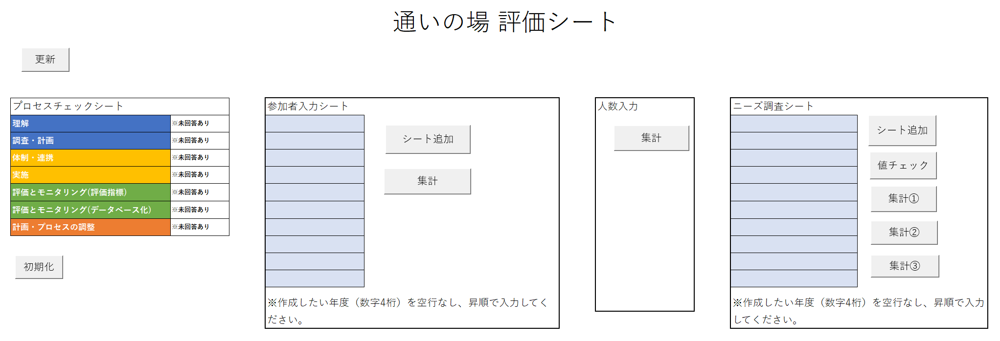 通いの場 評価シート
更新
プロセスチェックシート
理解 ※未回答あり
調査・計画 ※未回答あり
体制・連携 ※未回答あり
実施 ※未回答あり
評価とモニタリング(評価指標) ※未回答あり
評価とモニタリング(データベース化) ※未回答あり
計画・プロセスの調整 ※未回答あり
初期化
参加者入力シート
シート追加
集計
※作成したい年度（数字4桁）を空行なし、昇順で入力してく
ださい。
人数入力
集計
ニーズ調査シート
シート追加
値チェック
集計①
集計②
集計③
※作成したい年度（数字4桁）を空行なし、昇順で入力
してください。